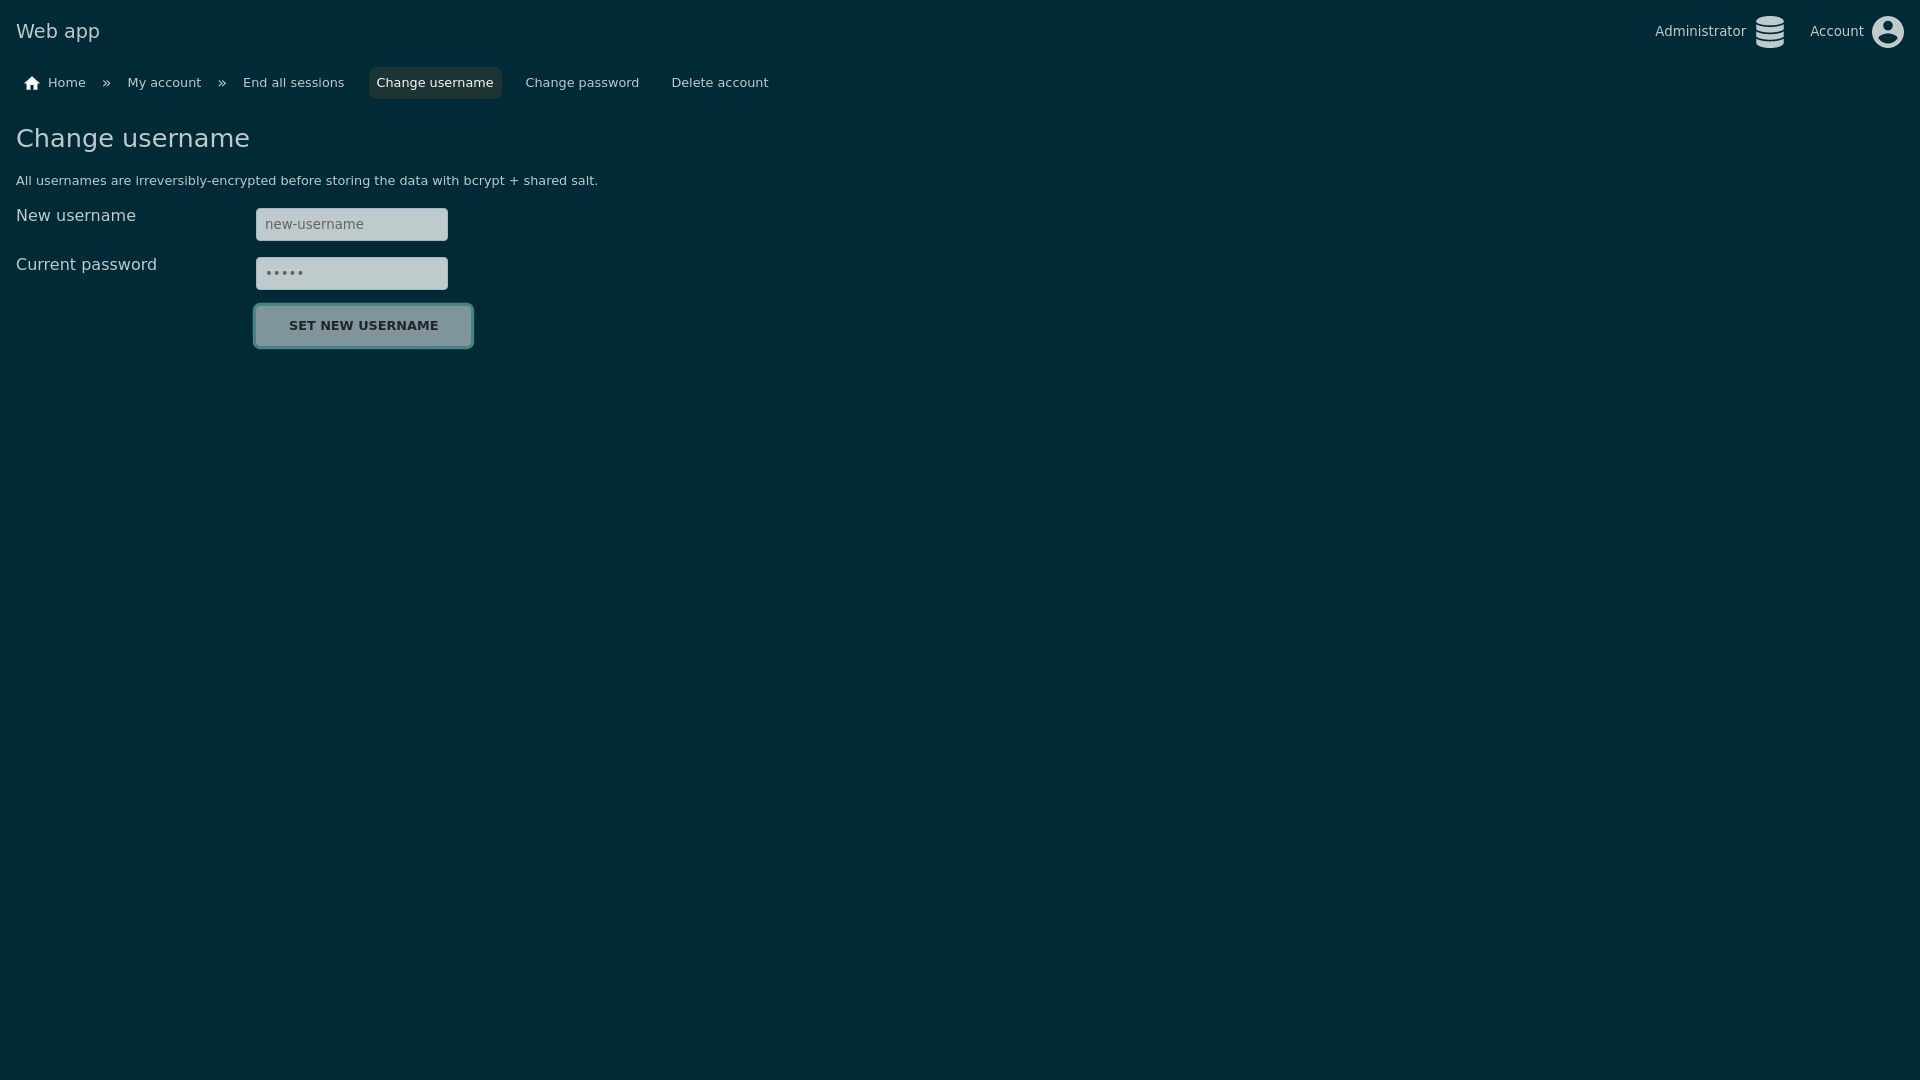 Web app
Administrator
Account
Home » My account » End all sessions Change username Change password Delete account
Change username
All usernames are irreversibly-encrypted before storing the data with bcrypt + shared salt.
New username
new-username
Current password
•••••
SET NEW USERNAME